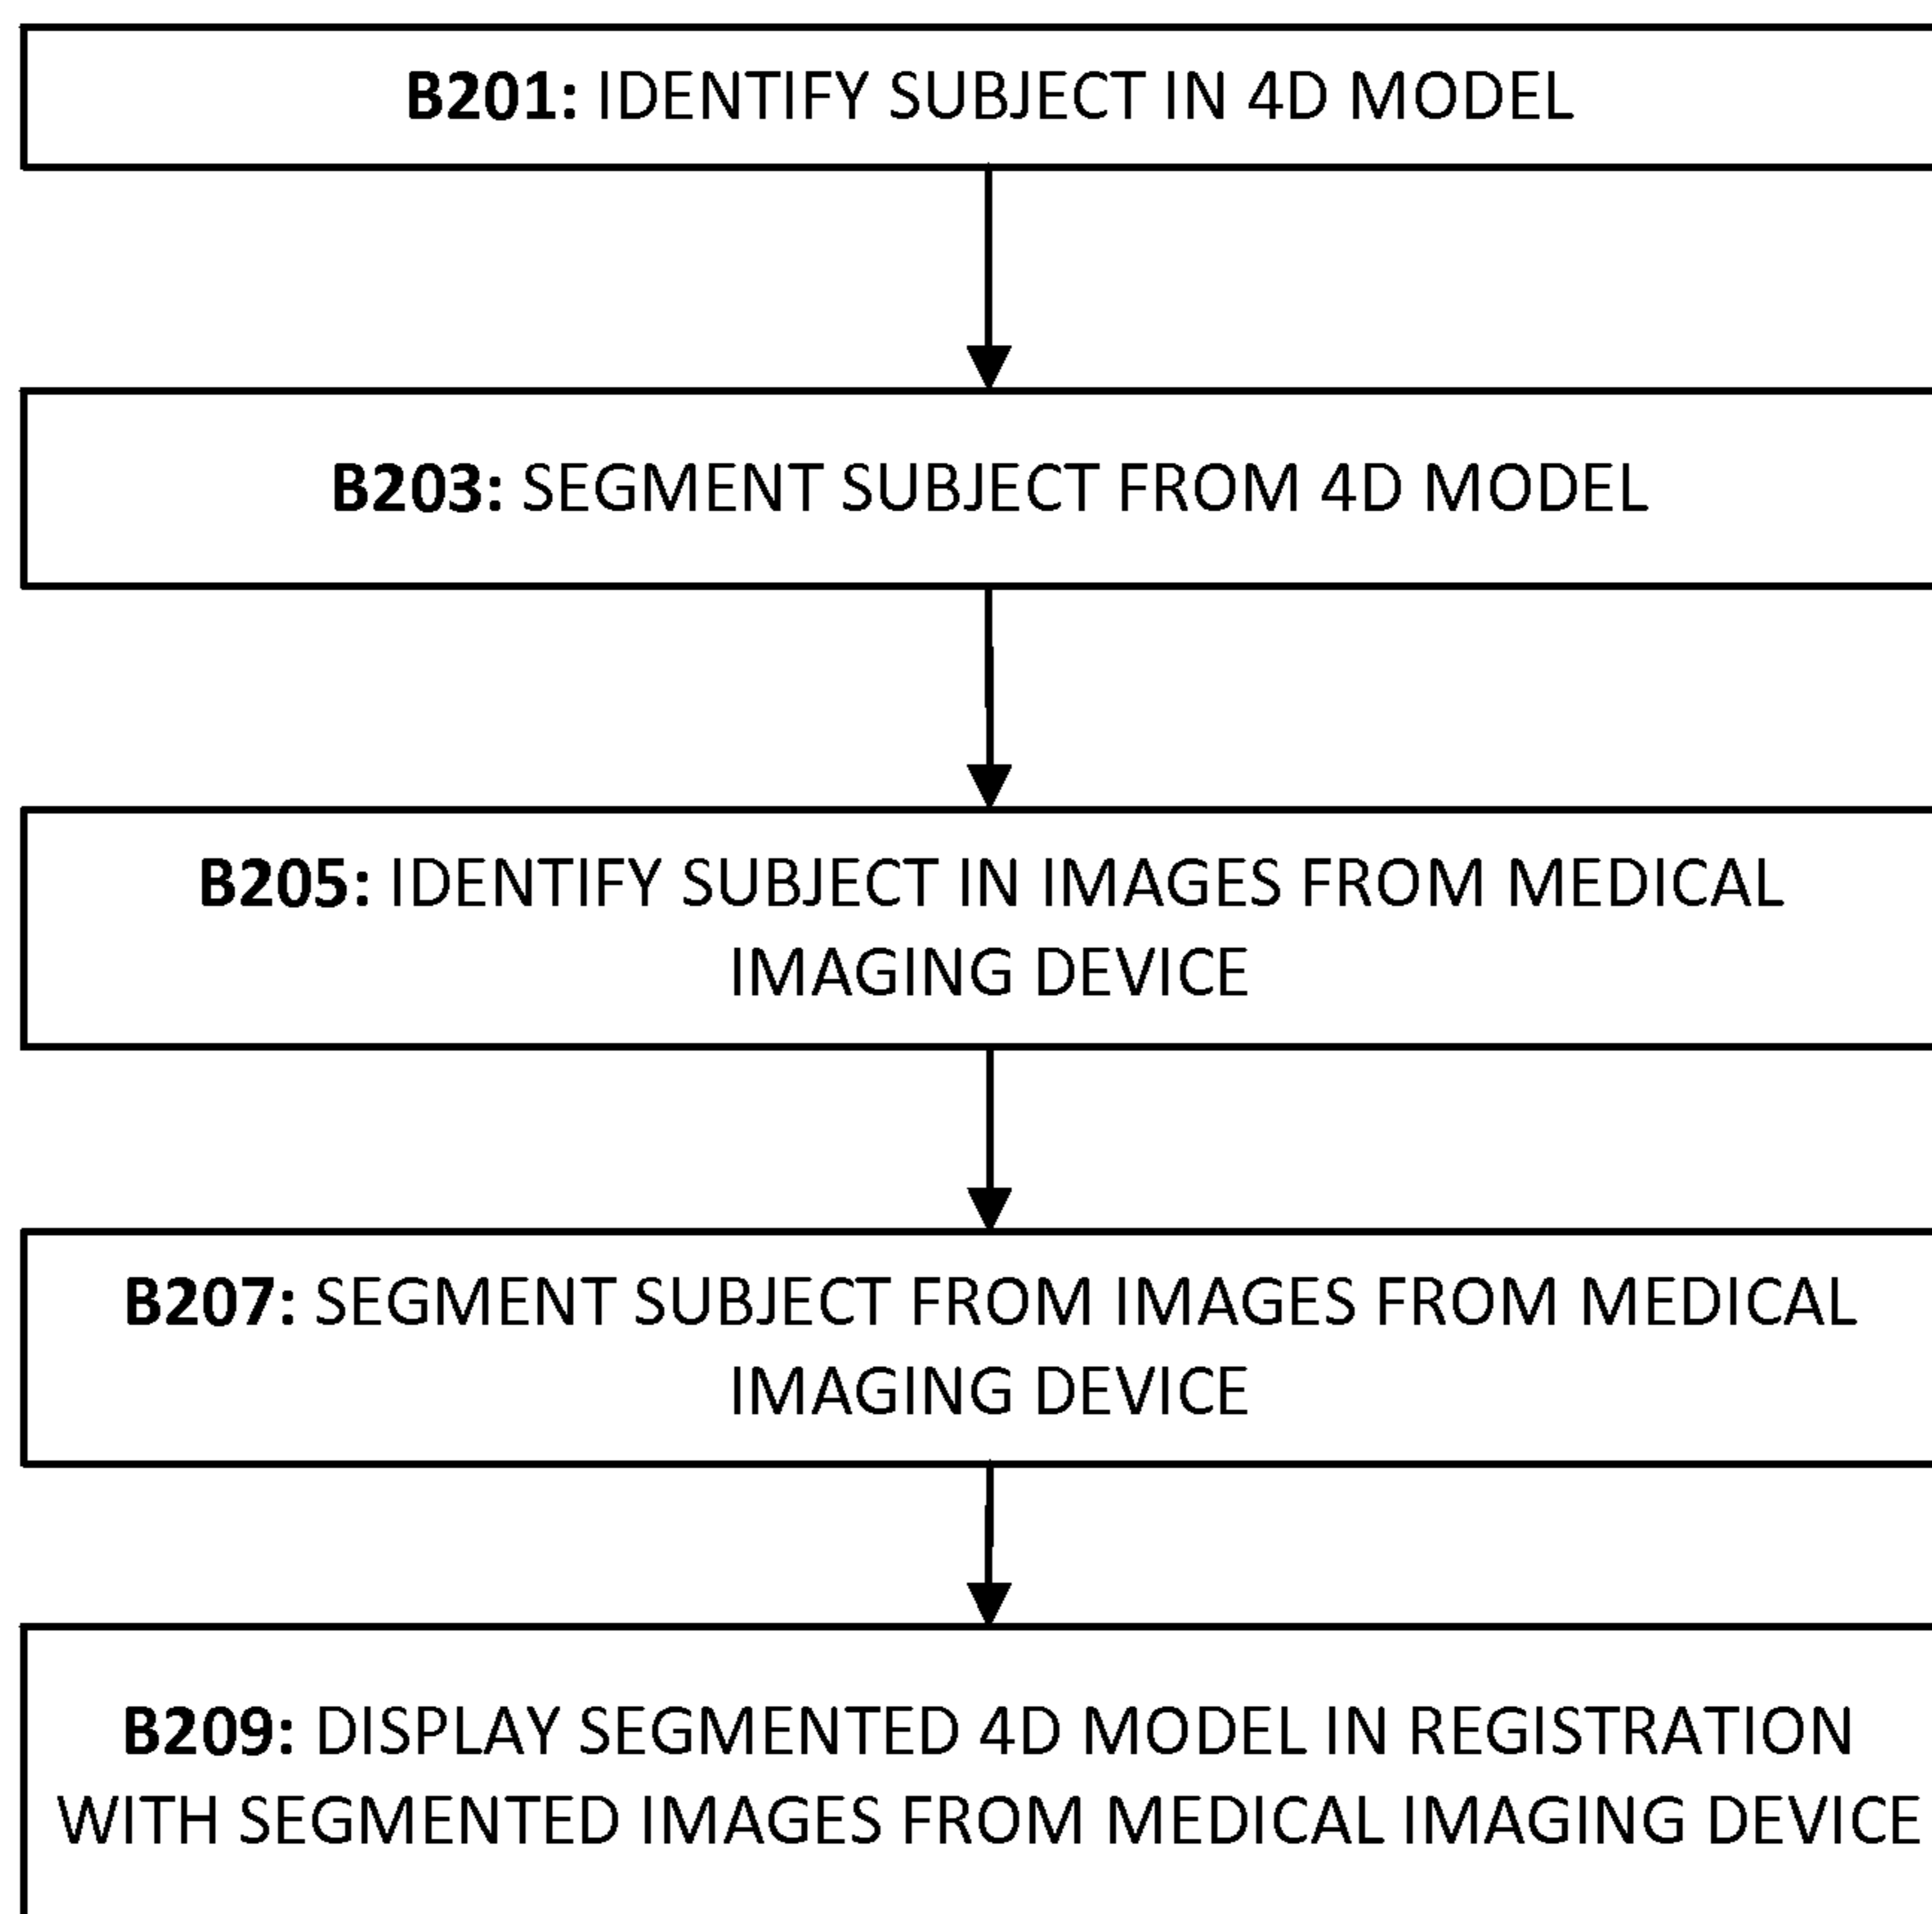 B201: IDENTIFY SUBJECT IN 4D MODEL
B203: SEGMENT SUBJECT FROM 4D MODEL
B205: IDENTIFY SUBJECT IN IMAGES FROM MEDICAL
IMAGING DEVICE
B207: SEGMENT SUBJECT FROM IMAGES FROM MEDICAL
IMAGING DEVICE
B209: DISPLAY SEGMENTED 4D MODEL IN REGISTRATION
WITH SEGMENTED IMAGES FROM MEDICAL IMAGING DEVICE